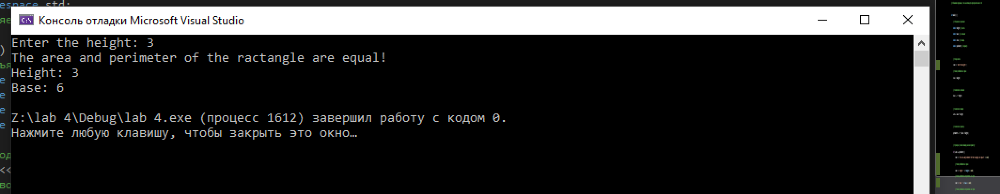 espace std;
Консоль отладки Microsoft Visual Studio
Enter the height: 3
The area and perimeter of the ractangle are equal!
Height: 3
Base: 6
Z:\lab 4\Debug\lab 4.exe (процесс 1612) завершил работу с кодом 0.
Нажмите любую клавишу, чтобы закрыть это окно…